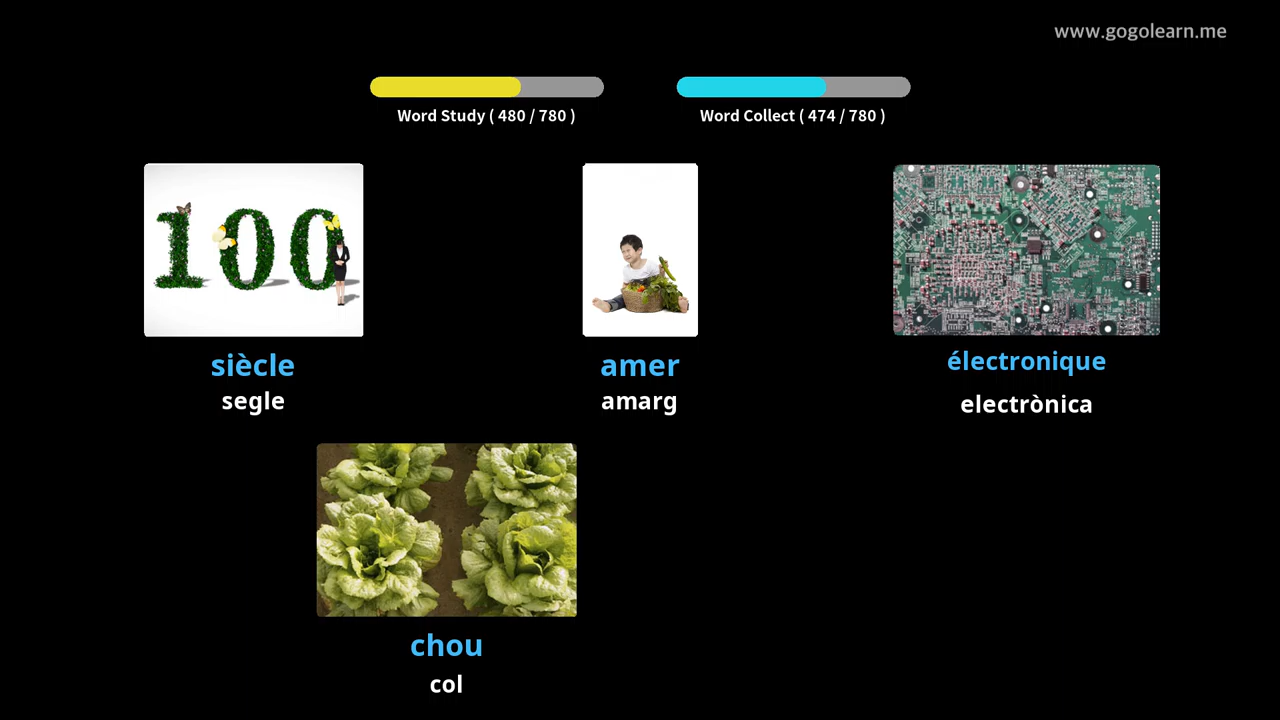 www.gogolearn.me
Word Study ( 480 / 780 )
Word Collect ( 474 / 780 )
100
siècle
segle
amer
amarg
électronique
electrònica
chou
col